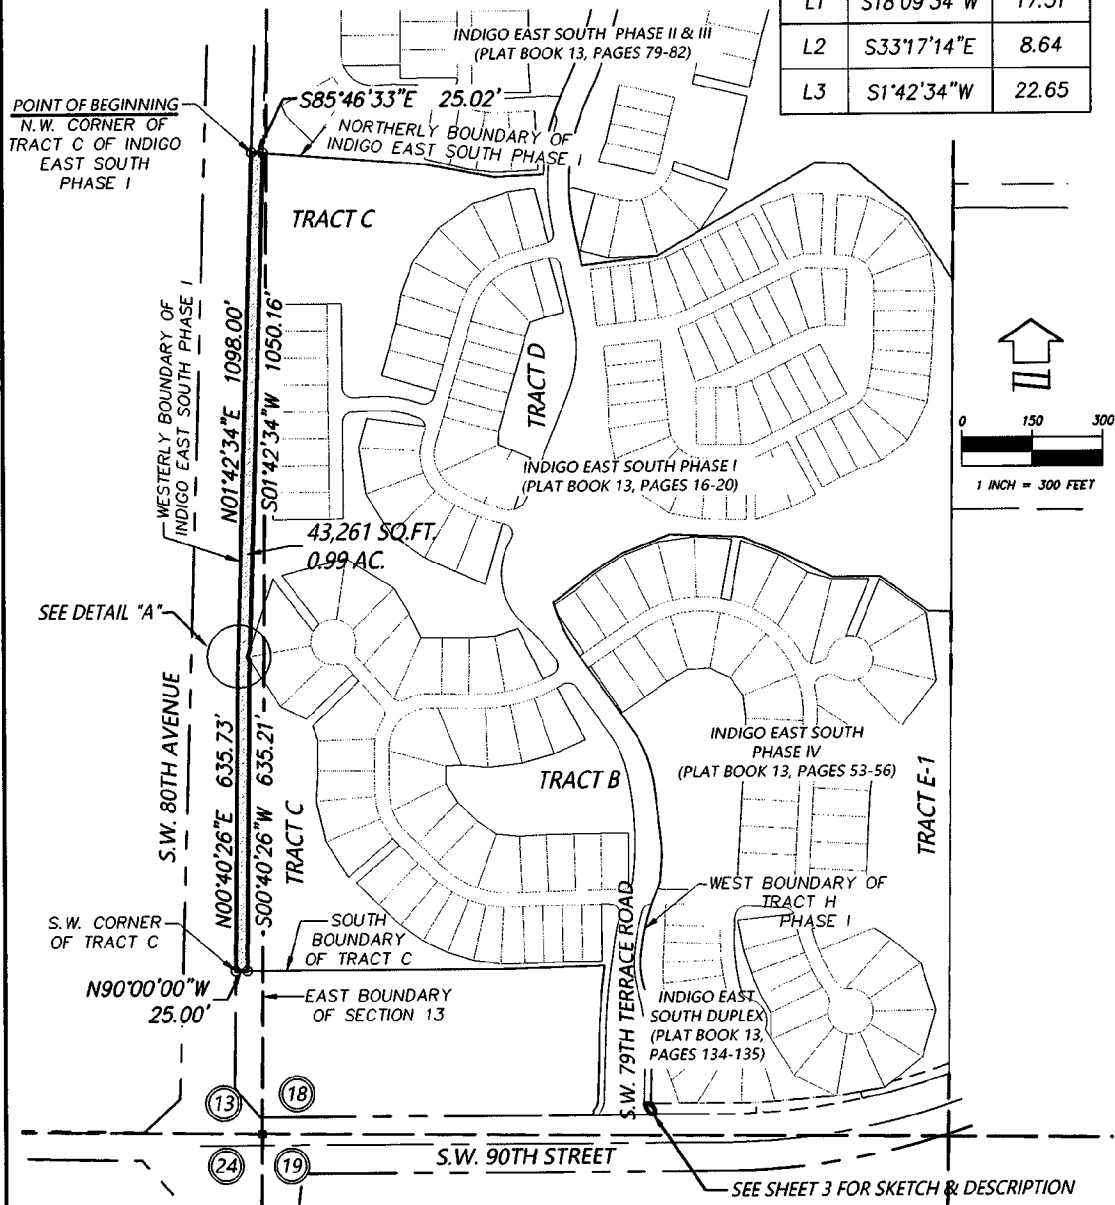 L1 S18°09'34"W 17.51
L2 S33°17'14"E 8.64
L3 S1°42'34"W 22.65
INDIGO EAST SOUTH PHASE II & III
(PLAT BOOK 13, PAGES 79-82)
POINT OF BEGINNING
N.W. CORNER OF
TRACT C OF INDIGO
EAST SOUTH
PHASE I
S85°46'33"E 25.02'
NORTHERLY BOUNDARY OF
INDIGO EAST SOUTH PHASE I
TRACT C
WESTERLY BOUNDARY OF
INDIGO EAST SOUTH PHASE I
N01°42'34"E 1098.00'
S01°42'34"W 1050.16'
TRACT D
0 150 300
1 INCH = 300 FEET
INDIGO EAST SOUTH PHASE I
(PLAT BOOK 13, PAGES 16-20)
43,261 SQ.FT.
0.99 AC.
SEE DETAIL "A"
S.W. 80TH AVENUE
N00°40'26"E 635.73'
S00°40'26"W 635.21'
TRACT C
TRACT B
INDIGO EAST SOUTH
PHASE IV
(PLAT BOOK 13, PAGES 53-56)
TRACT E-1
WEST BOUNDARY OF
TRACT H
PHASE I
S.W. CORNER
OF TRACT C
SOUTH
BOUNDARY
OF TRACT C
N90°00'00"W
25.00'
EAST BOUNDARY
OF SECTION 13
S.W. 79TH TERRACE ROAD
INDIGO EAST
SOUTH DUPLEX
(PLAT BOOK 13,
PAGES 134-135)
13 18
24 19
S.W. 90TH STREET
SEE SHEET 3 FOR SKETCH & DESCRIPTION